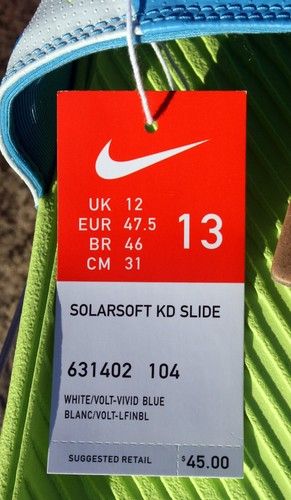 UK 12
EUR 47.5
BR 46
CM 31
13
SOLARSOFT KD SLIDE
631402 104
WHITE/VOLT-VIVID BLUE
BLANC/VOLT-LFINBL
SUGGESTED RETAIL $45.00